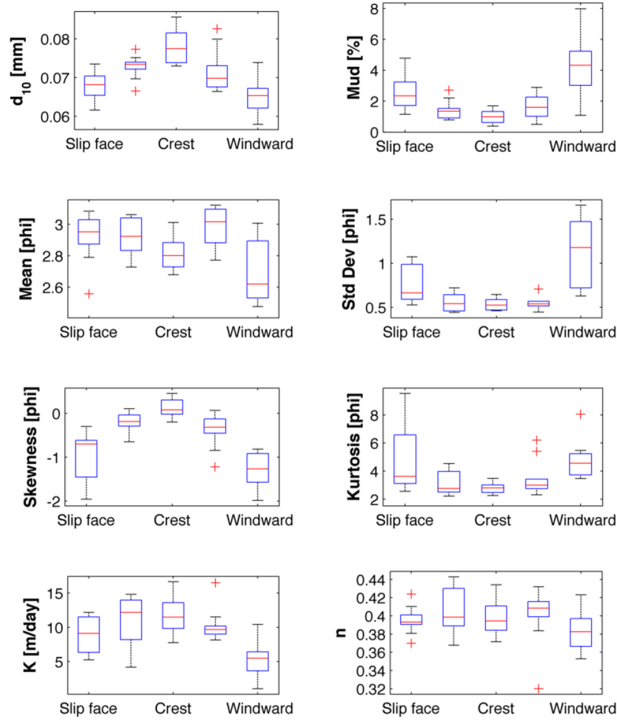 d10 [mm]
0.08
0.07
0.06
Slip face Crest Windward
Mud [%]
8
6
4
2
0
Slip face Crest Windward
Mean [phi]
3
2.8
2.6
Slip face Crest Windward
Std Dev [phi]
1.5
1
0.5
Slip face Crest Windward
Skewness [phi]
0
-1
-2
Slip face Crest Windward
Kurtosis [phi]
8
6
4
2
Slip face Crest Windward
K [m/day]
15
10
5
Slip face Crest Windward
n
0.44
0.42
0.4
0.38
0.36
0.34
0.32
Slip face Crest Windward